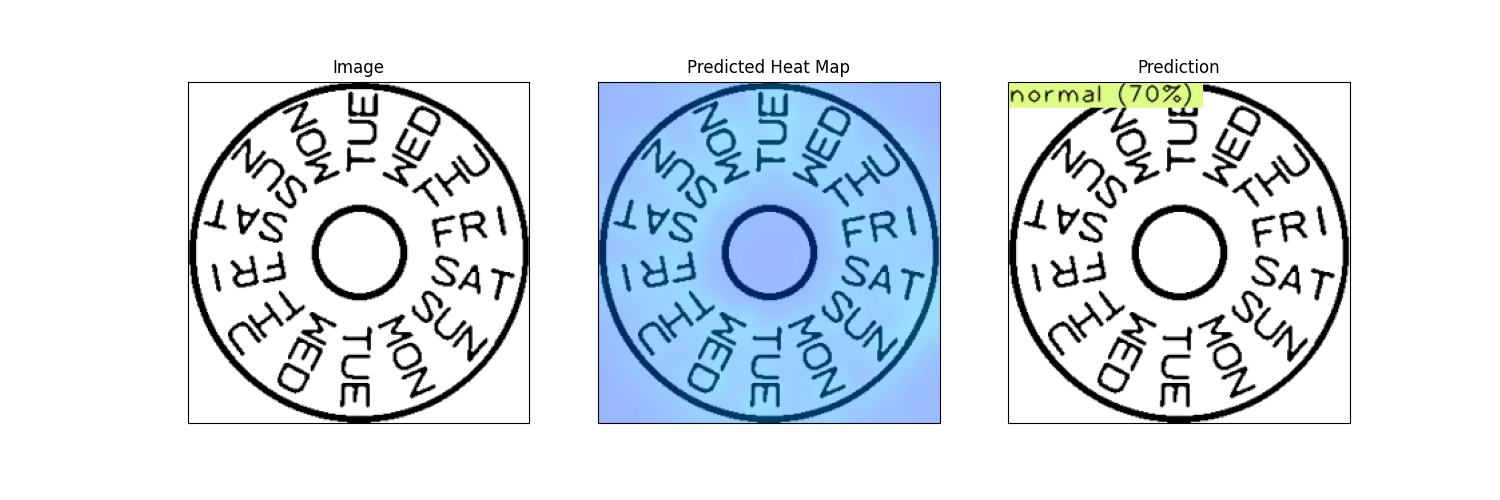 Image
TUE
WED
THU
FRI
SAT
SUN
MON
TUE
WED
THU
FRI
SAT
SUN
MON
Predicted Heat Map
TUE
WED
THU
FRI
SAT
SUN
MON
TUE
WED
THU
FRI
SAT
SUN
MON
Prediction
normal (70%)
TUE
WED
THU
FRI
SAT
SUN
MON
TUE
WED
THU
FRI
SAT
SUN
MON